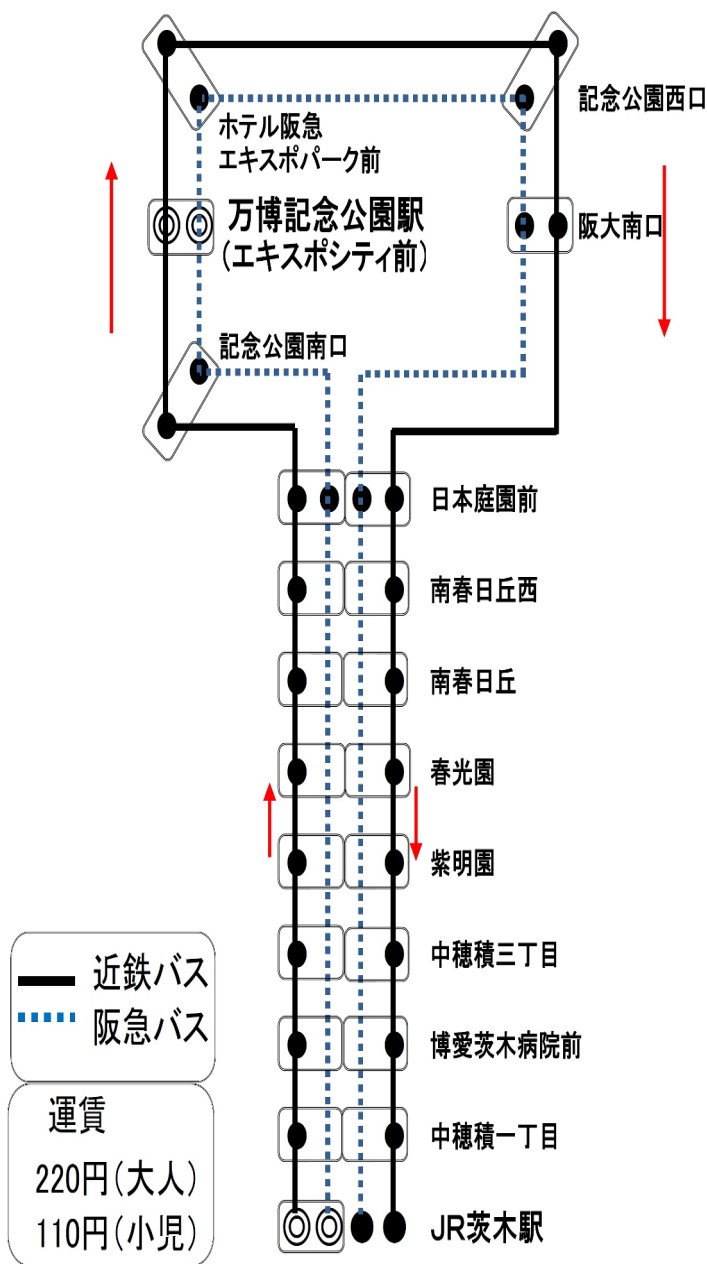 記念公園西口
ホテル阪急
エキスポパーク前
万博記念公園駅
(エキスポシティ前)
阪大南口
記念公園南口
日本庭園前
南春日丘西
南春日丘
春光園
紫明園
中穂積三丁目
博愛茨木病院前
中穂積一丁目
JR茨木駅
近鉄バス
阪急バス
運賃
220円(大人)
110円(小児)